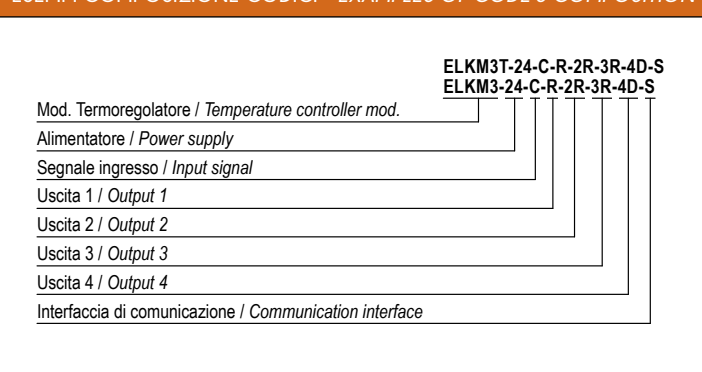 ESEMPI COMPOSIZIONE CODICI - EXAMPLES OF CODE'S COMPOSITION
ELKM3T-24-C-R-2R-3R-4D-S
ELKM3-24-C-R-2R-3R-4D-S
Mod. Termoregolatore / Temperature controller mod.
Alimentatore / Power supply
Segnale ingresso / Input signal
Uscita 1 / Output 1
Uscita 2 / Output 2
Uscita 3 / Output 3
Uscita 4 / Output 4
Interfaccia di comunicazione / Communication interface